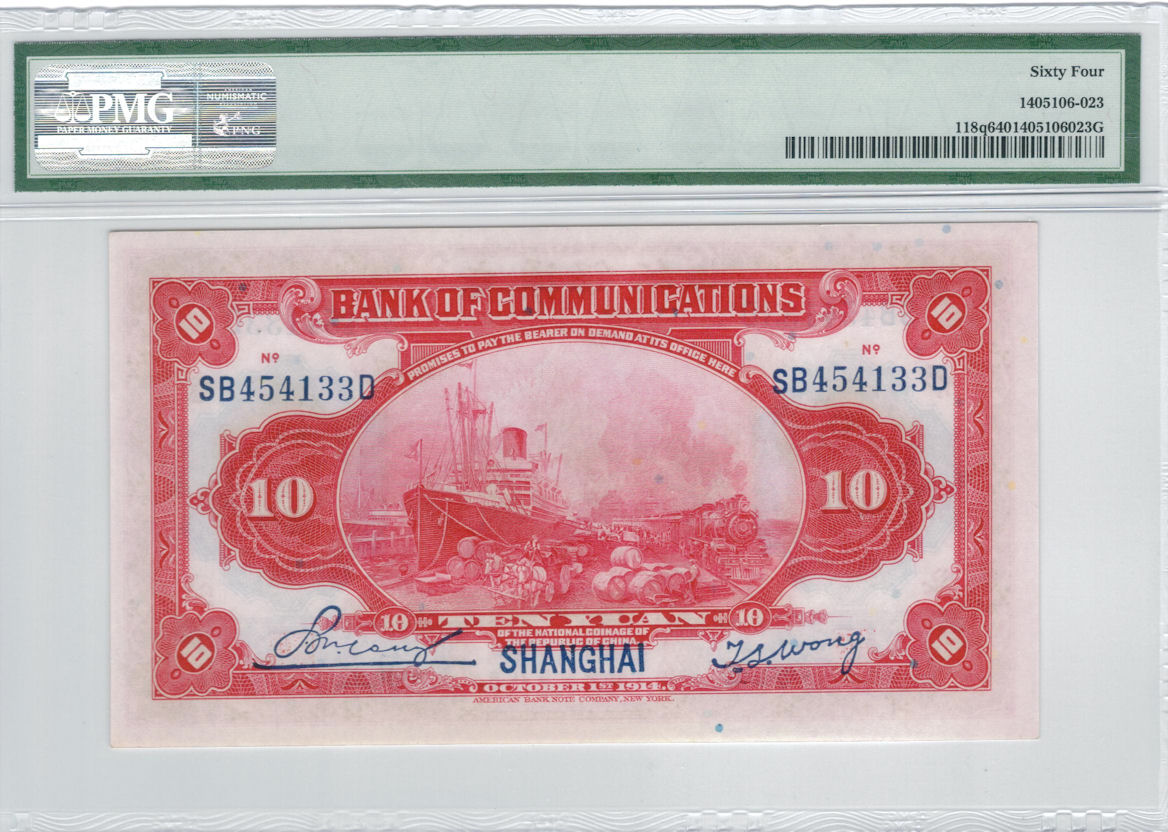 Sixty Four
1405106-023
118q6401405106023G
PMG
PAPER MONEY GUARANTY
NUMISMATIC
PNG
BANK OF COMMUNICATIONS
PROMISES TO PAY THE BEARER ON DEMAND AT ITS OFFICE HERE
10
10
Nº
Nº
SB454133D
SB454133D
10
10
10 TEN YUAN 10
OF THE NATIONAL COINAGE OF
THE REPUBLIC OF CHINA.
10
10
SHANGHAI
T.S. Wong
OCTOBER 1ST 1914.
AMERICAN BANK NOTE COMPANY, NEW YORK.